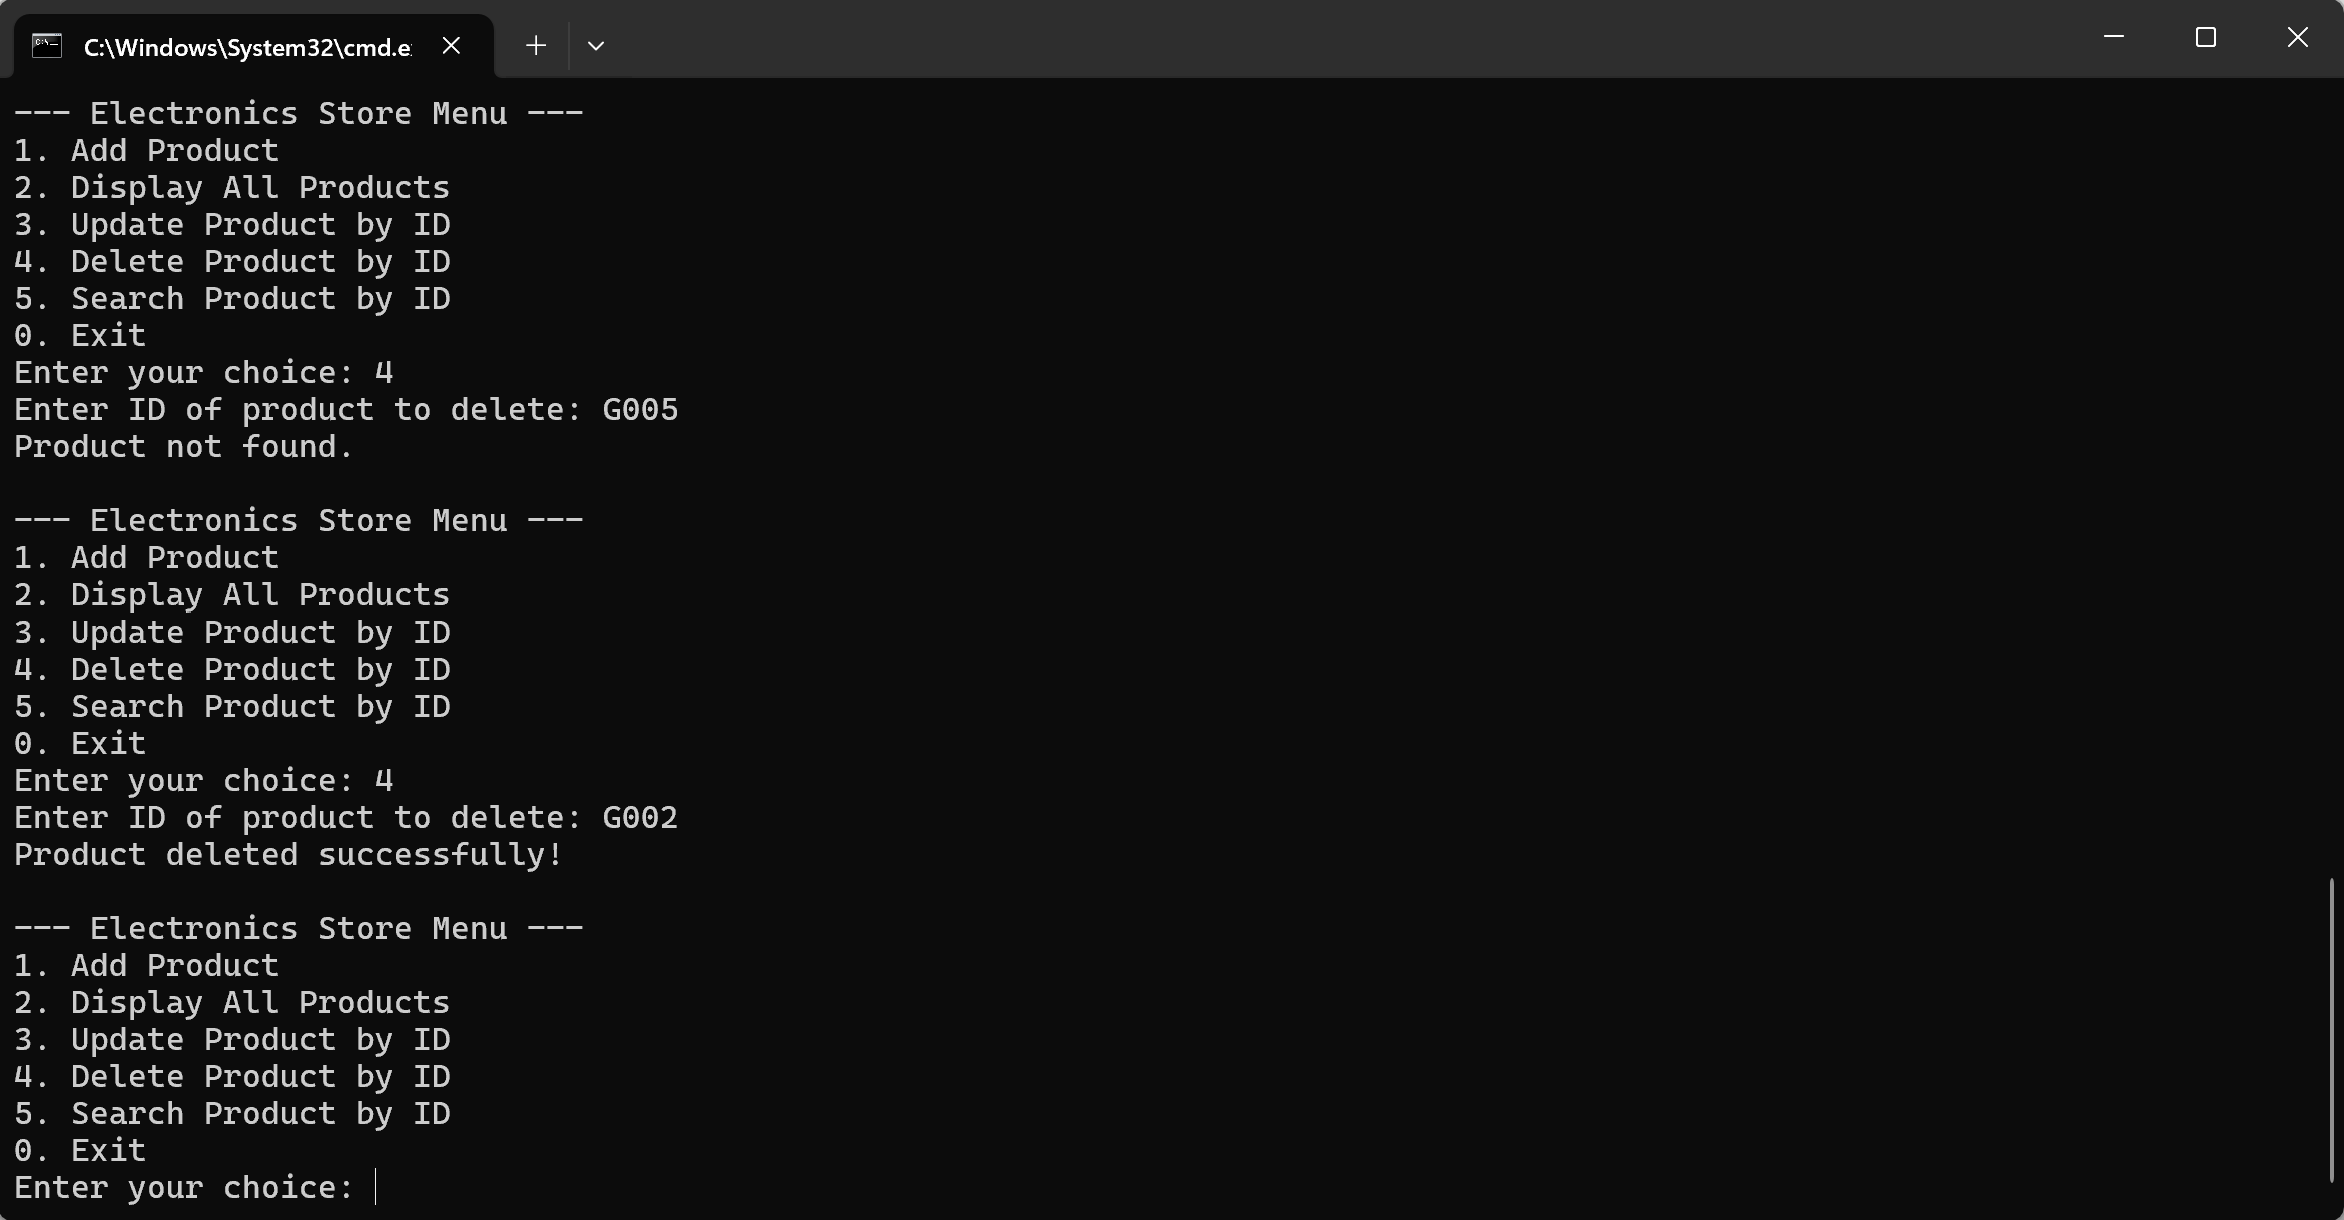 C:\Windows\System32\cmd.e
--- Electronics Store Menu ---
1. Add Product
2. Display All Products
3. Update Product by ID
4. Delete Product by ID
5. Search Product by ID
0. Exit
Enter your choice: 4
Enter ID of product to delete: G005
Product not found.
--- Electronics Store Menu ---
1. Add Product
2. Display All Products
3. Update Product by ID
4. Delete Product by ID
5. Search Product by ID
0. Exit
Enter your choice: 4
Enter ID of product to delete: G002
Product deleted successfully!
--- Electronics Store Menu ---
1. Add Product
2. Display All Products
3. Update Product by ID
4. Delete Product by ID
5. Search Product by ID
0. Exit
Enter your choice: